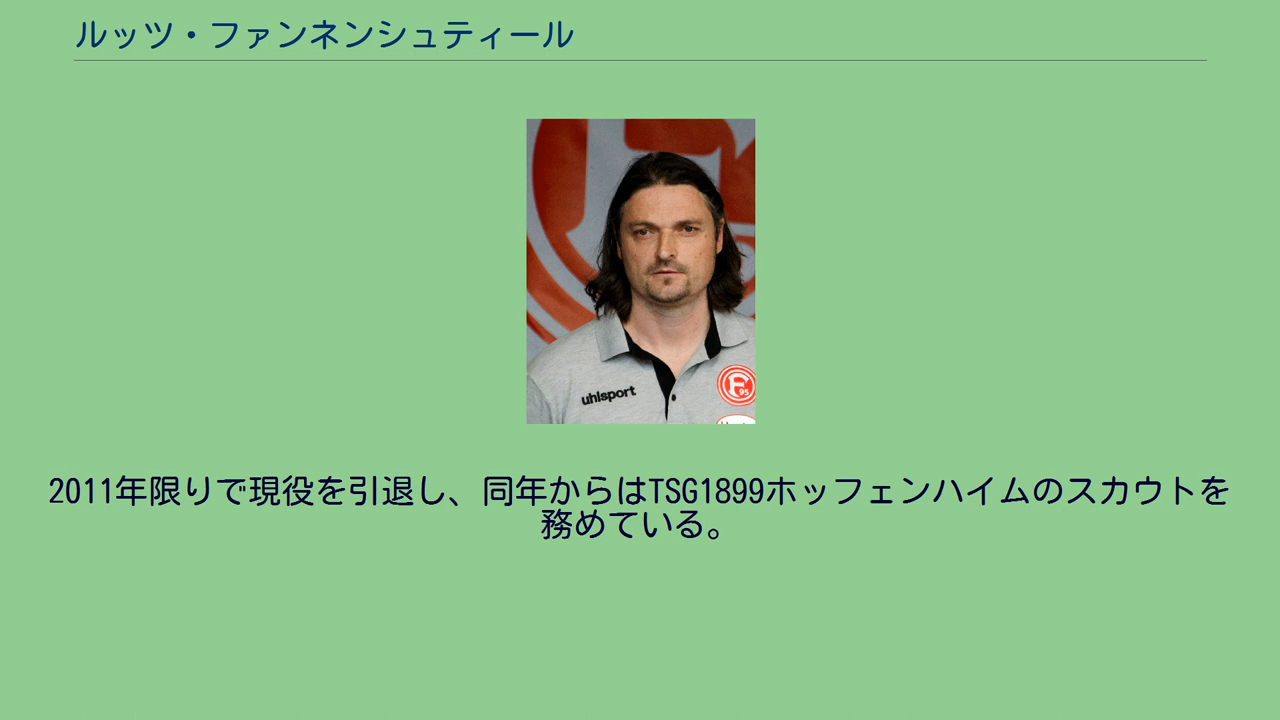 ルッツ・ファンネンシュティール
uhlsport
F
95
2011年限りで現役を引退し、同年からはTSG1899ホッフェンハイムのスカウトを
務めている。